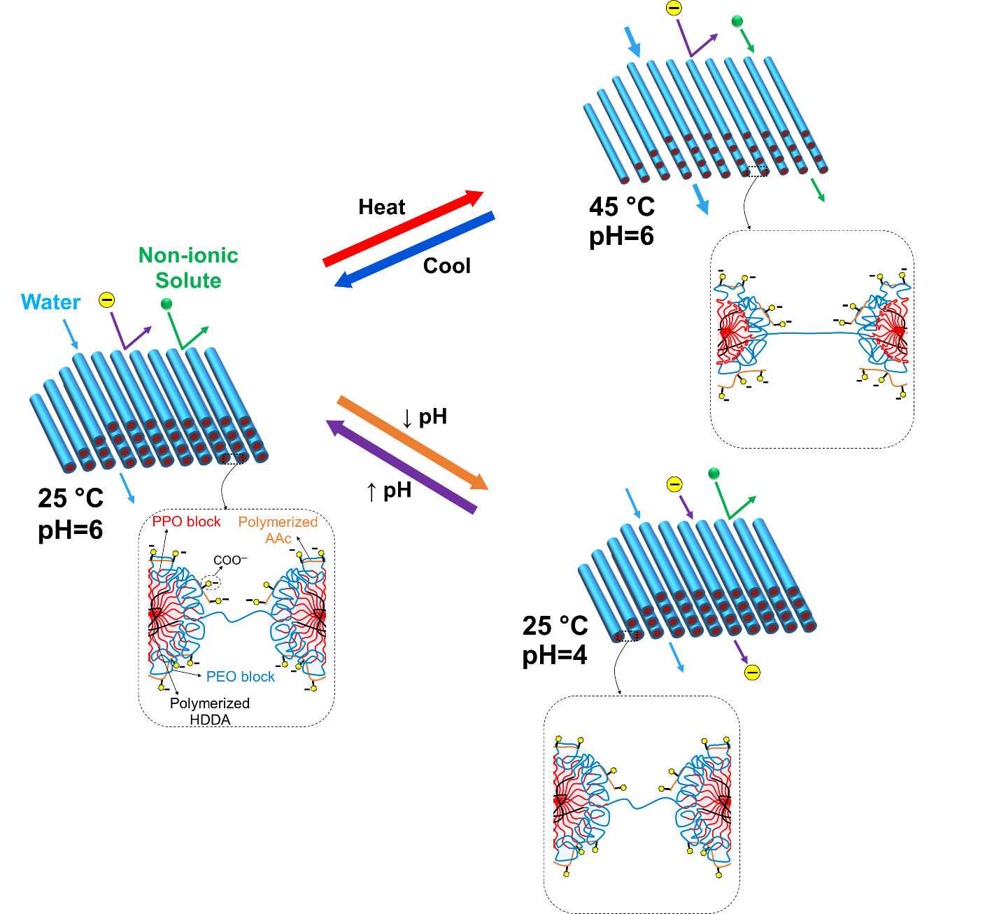 Heat
Cool
45 °C
pH=6
Non-ionic
Solute
Water
25 °C
pH=6
↓ pH
↑ pH
PPO block
Polymerized
AAc
COO⁻
PEO block
Polymerized
HDDA
25 °C
pH=4